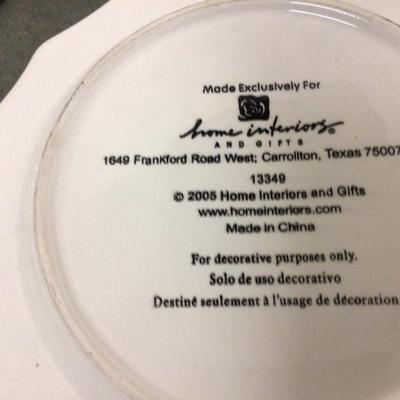 Made Exclusively For
home interiors®
AND GIFTS
1649 Frankford Road West; Carrollton, Texas 75007
13349
© 2005 Home Interiors and Gifts
www.homeinteriors.com
Made in China
For decorative purposes only.
Solo de uso decorativo
Destiné seulement à l'usage de décoration